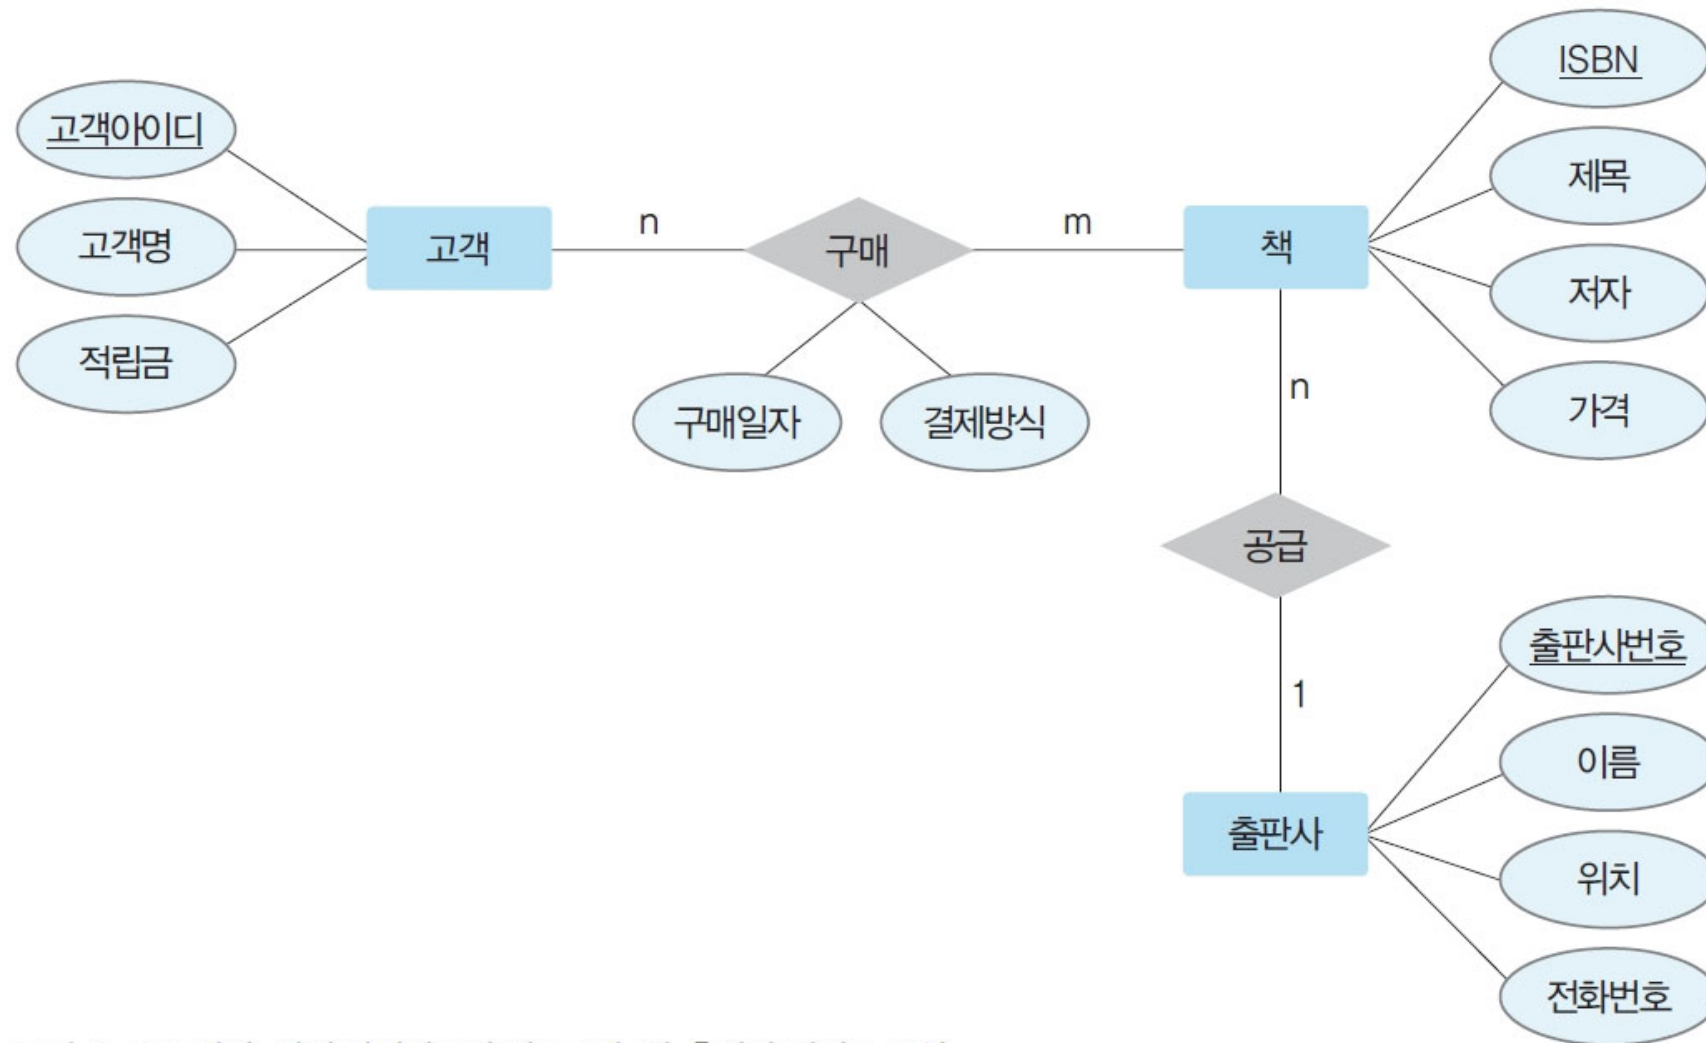 고객아이디
고객명
적립금
고객
n
구매
m
구매일자
결제방식
책
ISBN
제목
저자
가격
n
공급
1
출판사
출판사번호
이름
위치
전화번호